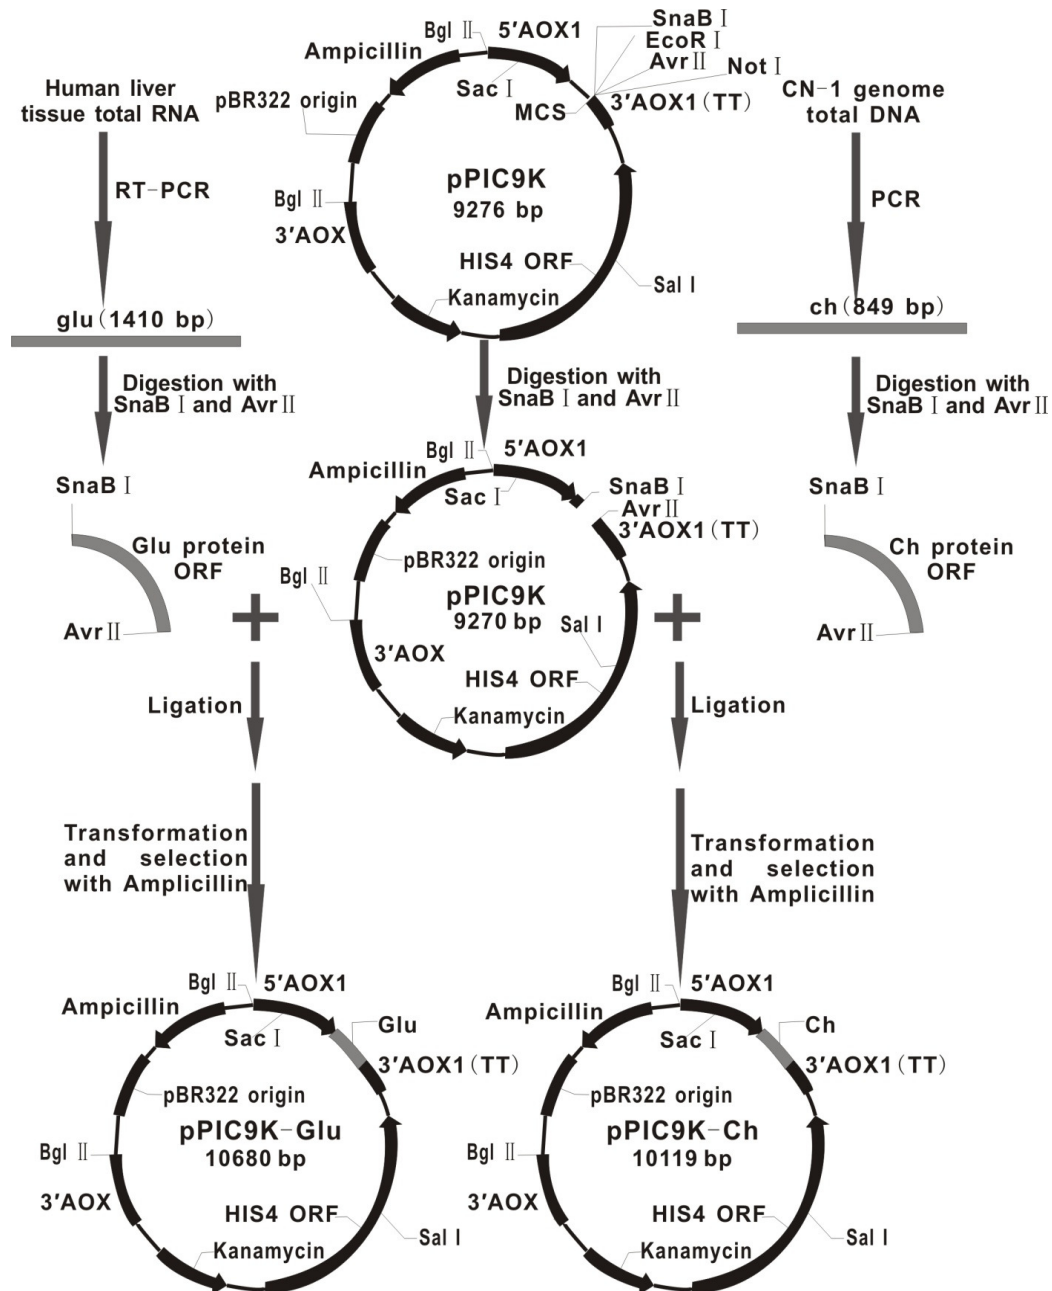 SnaB Ⅰ
EcoR Ⅰ
Avr Ⅱ
Not Ⅰ
Bgl Ⅱ
5′AOX1
Ampicillin
Sac Ⅰ
MCS
3′AOX1(TT)
pBR322 origin
pPIC9K
9276 bp
Bgl Ⅱ
3′AOX
HIS4 ORF
Sal I
Kanamycin
Human liver
tissue total RNA
RT-PCR
glu(1410 bp)
Digestion with
SnaB Ⅰ and Avr Ⅱ
SnaB Ⅰ
Glu protein
ORF
Avr Ⅱ
CN-1 genome
total DNA
PCR
ch(849 bp)
Digestion with
SnaB Ⅰ and Avr Ⅱ
SnaB Ⅰ
Ch protein
ORF
Avr Ⅱ
Digestion with
SnaB Ⅰ and Avr Ⅱ
Bgl Ⅱ
5′AOX1
Ampicillin
Sac Ⅰ
SnaB Ⅰ
Avr Ⅱ
3′AOX1(TT)
pBR322 origin
Bgl Ⅱ
pPIC9K
9270 bp
Sal I
3′AOX
HIS4 ORF
Kanamycin
Ligation
Transformation
and selection
with Amplicillin
Ligation
Transformation
and selection
with Amplicillin
Bgl Ⅱ
5′AOX1
Ampicillin
Sac Ⅰ
Glu
3′AOX1(TT)
pBR322 origin
pPIC9K-Glu
10680 bp
Bgl Ⅱ
3′AOX
HIS4 ORF
Sal I
Kanamycin
Bgl Ⅱ
5′AOX1
Ampicillin
Sac Ⅰ
Ch
3′AOX1(TT)
pBR322 origin
pPIC9K-Ch
10119 bp
Bgl Ⅱ
3′AOX
HIS4 ORF
Sal I
Kanamycin